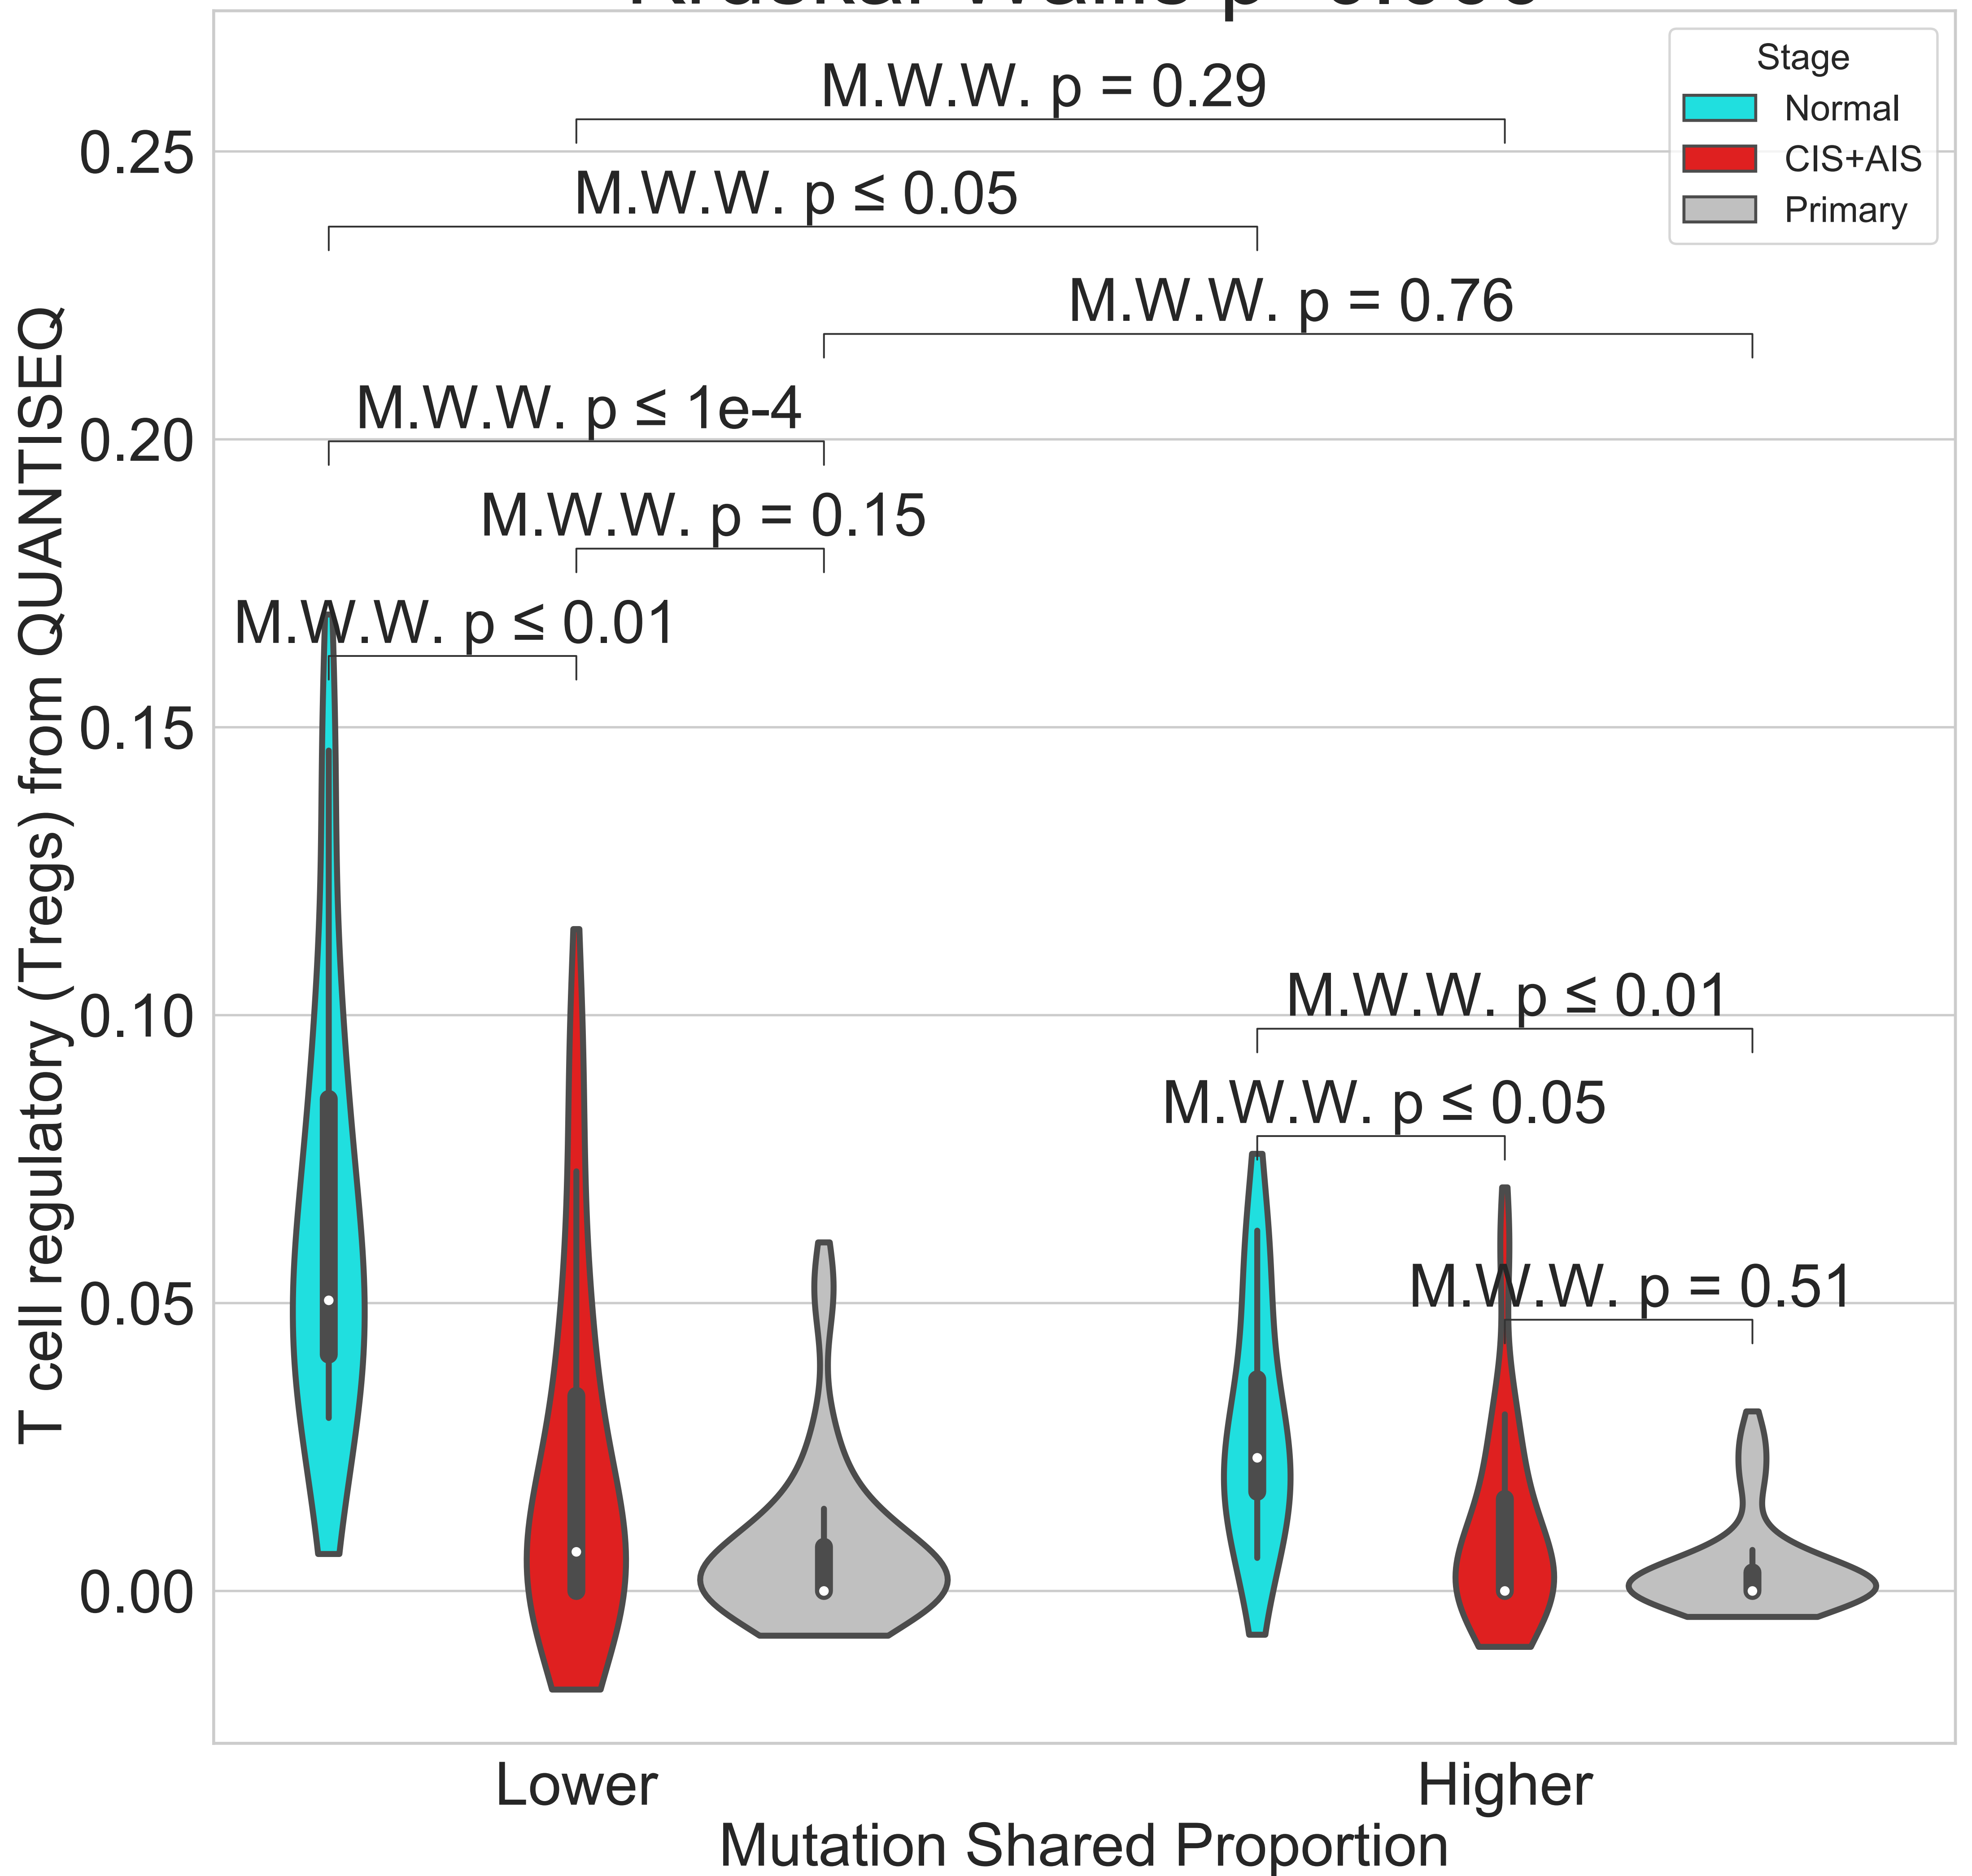 Stage
Normal
CIS+AIS
Primary
M.W.W. p = 0.29
M.W.W. p ≤ 0.05
M.W.W. p = 0.76
M.W.W. p ≤ 1e-4
M.W.W. p = 0.15
M.W.W. p ≤ 0.01
M.W.W. p ≤ 0.01
M.W.W. p ≤ 0.05
M.W.W. p = 0.51
T cell regulatory (Tregs) from QUANTISEQ
0.25
0.20
0.15
0.10
0.05
0.00
Lower
Higher
Mutation Shared Proportion